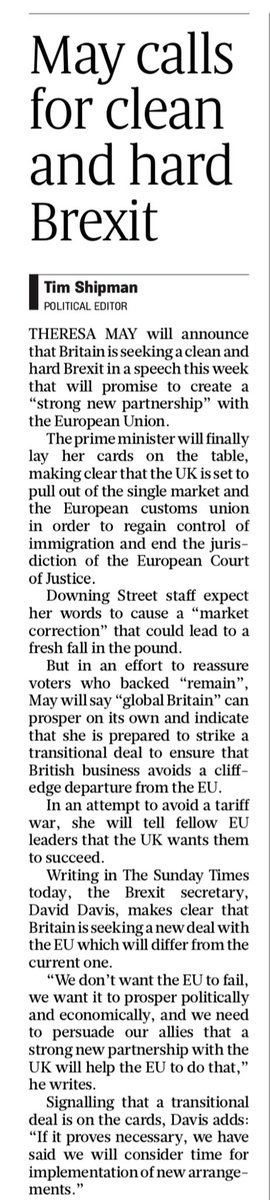 May calls
for clean
and hard
Brexit
Tim Shipman
POLITICAL EDITOR
THERESA MAY will announce
that Britain is seeking a clean and
hard Brexit in a speech this week
that will promise to create a
“strong new partnership” with
the European Union.
The prime minister will finally
lay her cards on the table,
making clear that the UK is set to
pull out of the single market and
the European customs union
in order to regain control of
immigration and end the juris-
diction of the European Court
of Justice.
Downing Street staff expect
her words to cause a “market
correction” that could lead to a
fresh fall in the pound.
But in an effort to reassure
voters who backed “remain”,
May will say “global Britain” can
prosper on its own and indicate
that she is prepared to strike a
transitional deal to ensure that
British business avoids a cliff-
edge departure from the EU.
In an attempt to avoid a tariff
war, she will tell fellow EU
leaders that the UK wants them
to succeed.
Writing in The Sunday Times
today, the Brexit secretary,
David Davis, makes clear that
Britain is seeking a new deal with
the EU which will differ from the
current one.
“We don’t want the EU to fail,
we want it to prosper politically
and economically, and we need
to persuade our allies that a
strong new partnership with the
UK will help the EU to do that,”
he writes.
Signalling that a transitional
deal is on the cards, Davis adds:
“If it proves necessary, we have
said we will consider time for
implementation of new arrange-
ments.”